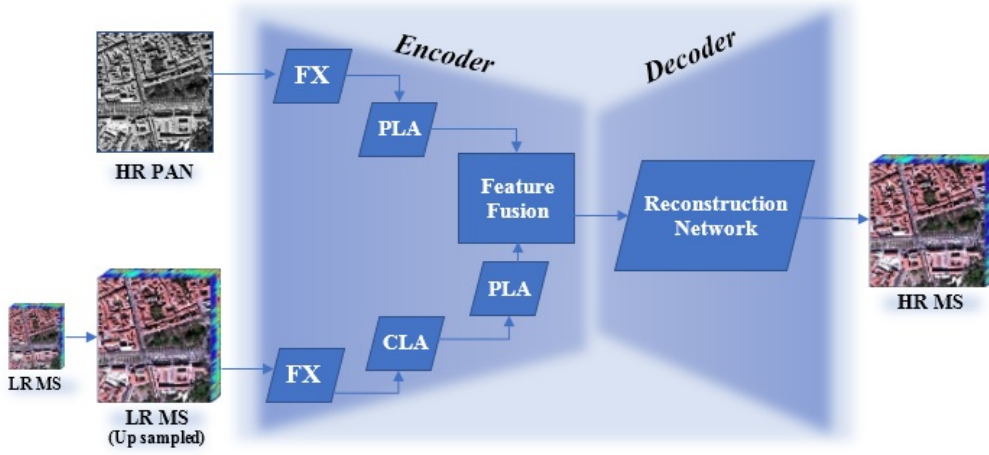 Encoder
Decoder
FX
PLA
HR PAN
Feature
Fusion
Reconstruction
Network
HR MS
PLA
CLA
FX
LR MS
LR MS
(Up sampled)